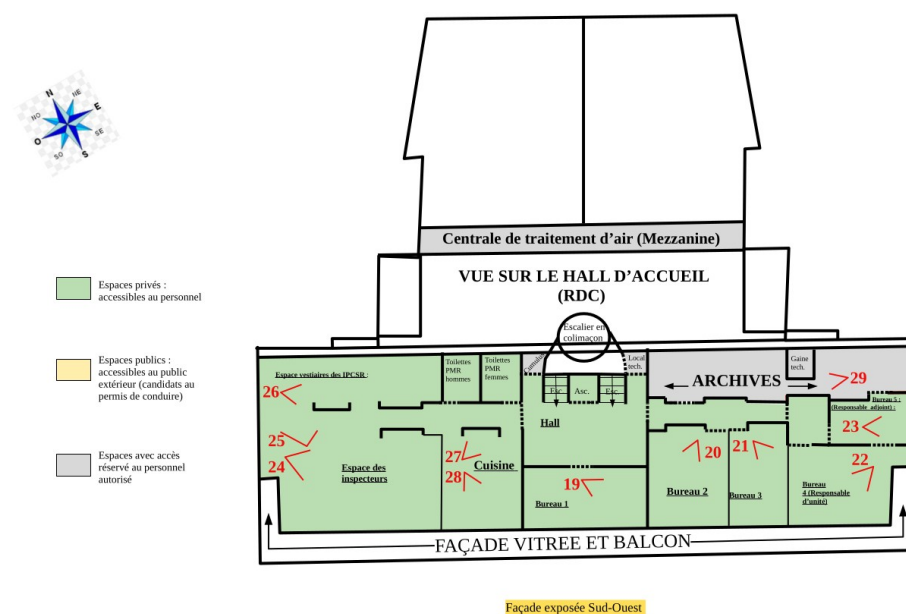 N
NE
E
SE
S
SO
O
NO
Centrale de traitement d'air (Mezzanine)
VUE SUR LE HALL D'ACCUEIL
(RDC)
Espaces privés :
accessibles au personnel
Espaces publics :
accessibles au public
extérieur (candidats au
permis de conduire)
Espaces avec accès
réservé au personnel
autorisé
Escalier en
colimaçon
Toilettes
PMR
hommes
Toilettes
PMR
femmes
Local
tech.
Gaine
tech.
Espace vestiaires des IPCSR :
26
ARCHIVES
29
Esc.
Asc.
Esc.
Bureau 5 :
(Responsable adjoint) :
23
Hall
25
24
Espace des
inspecteurs
27
28
Cuisine
19
Bureau 1
20
Bureau 2
21
Bureau 3
22
Bureau
4 (Responsable
d'unité)
FAÇADE VITREE ET BALCON
Façade exposée Sud-Ouest